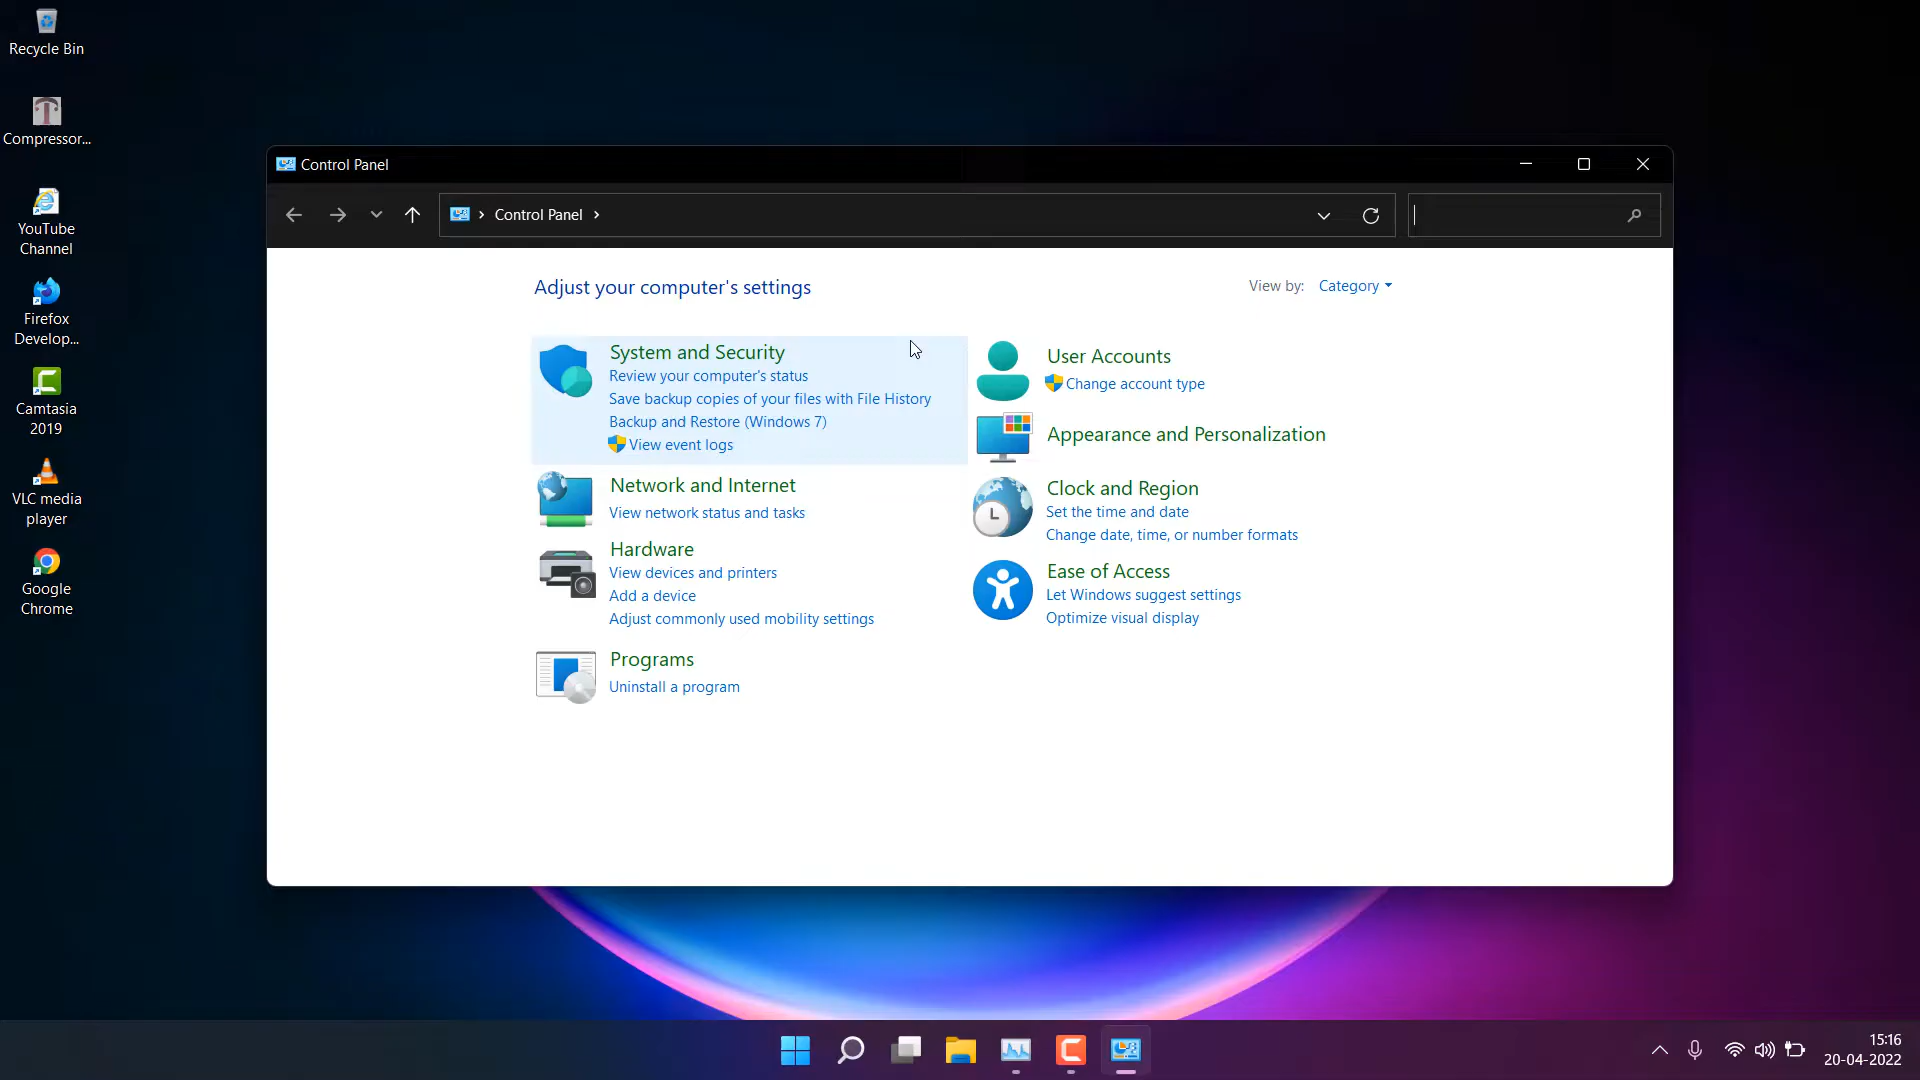 Recycle Bin
Compressor...
YouTube
Channel
Firefox
Develop...
Camtasia
2019
VLC media
player
Google
Chrome
Control Panel
Control Panel
Adjust your computer's settings
View by: Category
System and Security
Review your computer's status
Save backup copies of your files with File History
Backup and Restore (Windows 7)
View event logs
Network and Internet
View network status and tasks
Hardware
View devices and printers
Add a device
Adjust commonly used mobility settings
Programs
Uninstall a program
User Accounts
Change account type
Appearance and Personalization
Clock and Region
Set the time and date
Change date, time, or number formats
Ease of Access
Let Windows suggest settings
Optimize visual display
15:16
20-04-2022